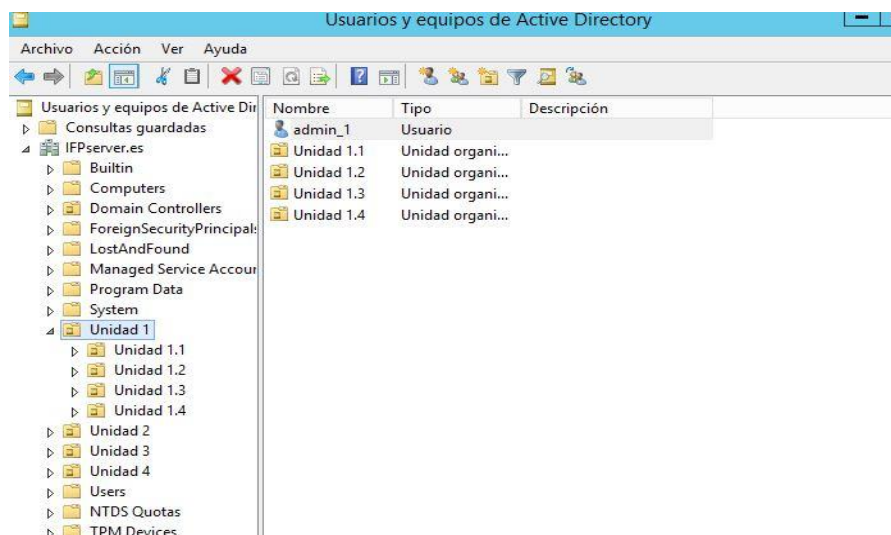 Usuarios y equipos de Active Directory
Archivo Acción Ver Ayuda
Usuarios y equipos de Active Dir
Consultas guardadas
IFPserver.es
Builtin
Computers
Domain Controllers
ForeignSecurityPrincipals
LostAndFound
Managed Service Accour
Program Data
System
Unidad 1
Unidad 1.1
Unidad 1.2
Unidad 1.3
Unidad 1.4
Unidad 2
Unidad 3
Unidad 4
Users
NTDS Quotas
TPM Devices
Nombre Tipo Descripción
admin_1 Usuario
Unidad 1.1 Unidad organi...
Unidad 1.2 Unidad organi...
Unidad 1.3 Unidad organi...
Unidad 1.4 Unidad organi...